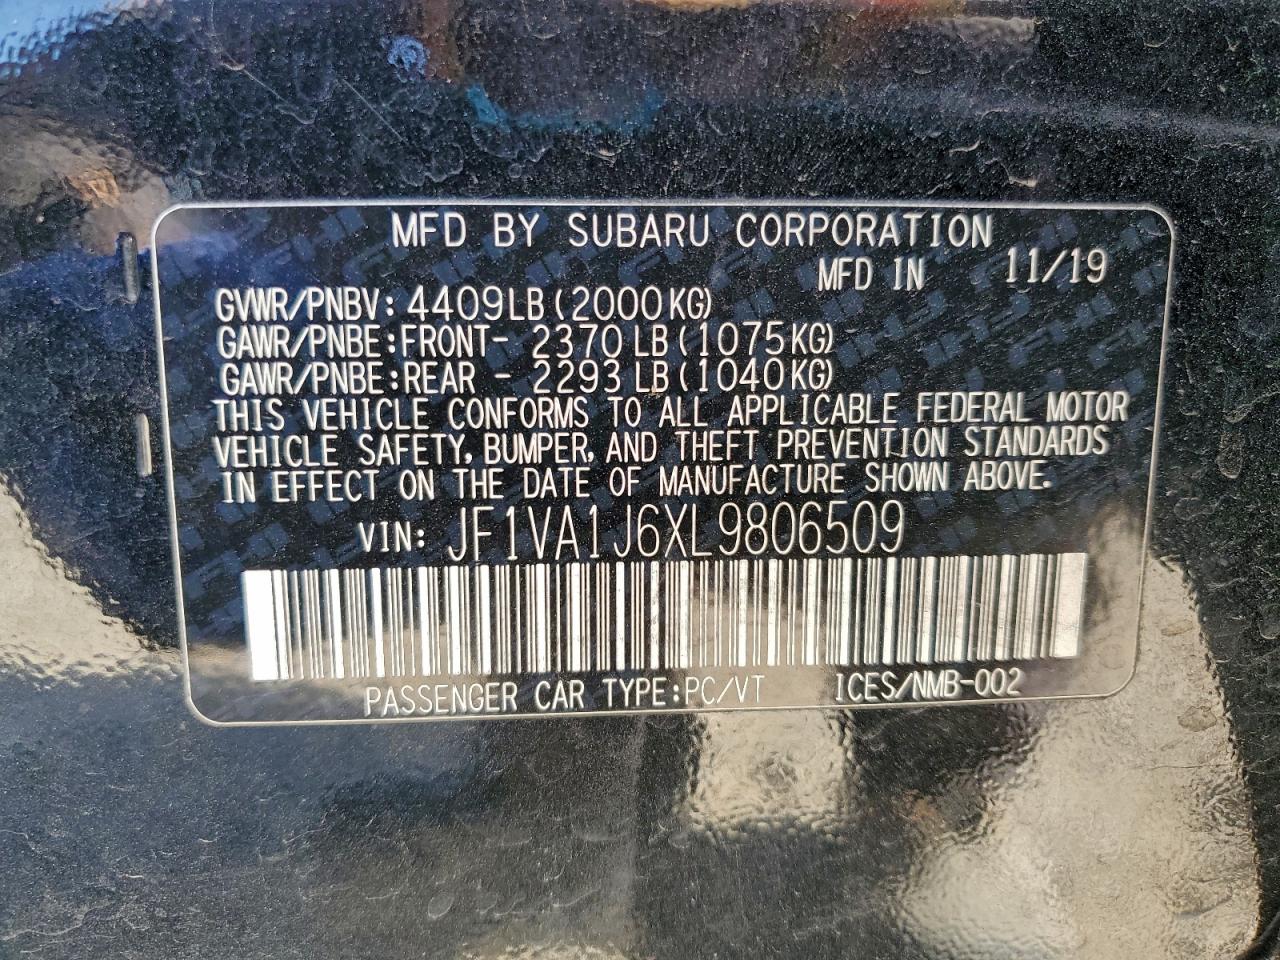 MFD BY SUBARU CORPORATION
MFD IN 11/19
GVWR/PNBV: 4409LB (2000KG)
GAWR/PNBE:FRONT- 2370 LB (1075KG)
GAWR/PNBE:REAR - 2293 LB (1040KG)
THIS VEHICLE CONFORMS TO ALL APPLICABLE FEDERAL MOTOR
VEHICLE SAFETY, BUMPER, AND THEFT PREVENTION STANDARDS
IN EFFECT ON THE DATE OF MANUFACTURE SHOWN ABOVE.
VIN: JF1VA1J6XL9806509
PASSENGER CAR TYPE:PC/VT ICES/NMB-002